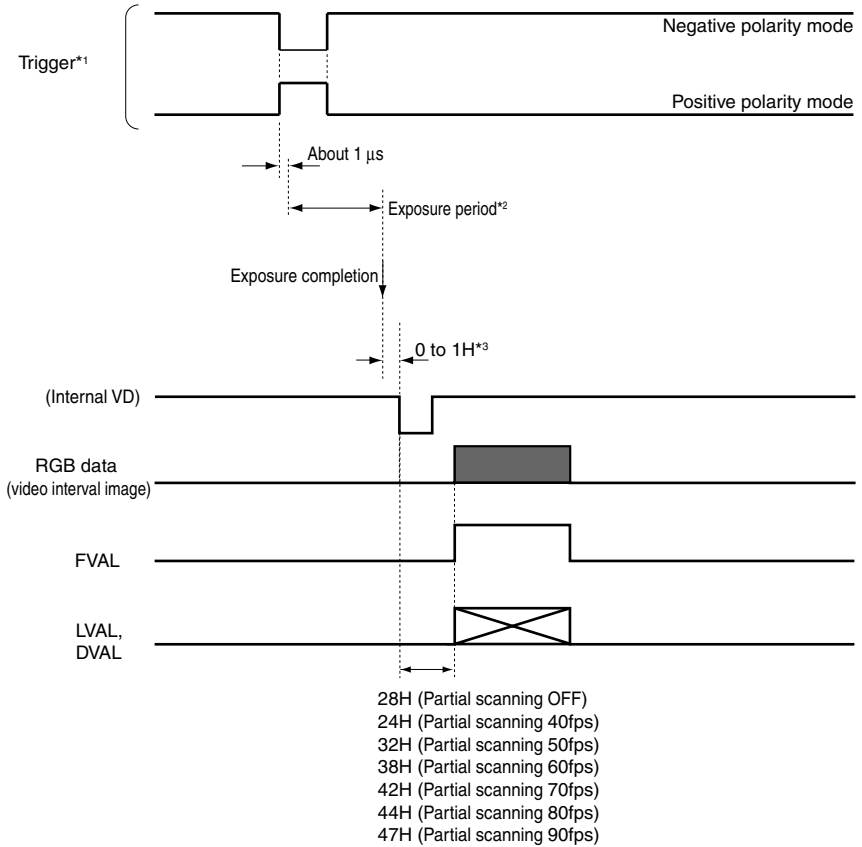 Negative polarity mode
Trigger*1
Positive polarity mode
About 1 μs
Exposure period*2
Exposure completion
0 to 1H*3
(Internal VD)
RGB data
(video interval image)
FVAL
LVAL,
DVAL
28H (Partial scanning OFF)
24H (Partial scanning 40fps)
32H (Partial scanning 50fps)
38H (Partial scanning 60fps)
42H (Partial scanning 70fps)
44H (Partial scanning 80fps)
47H (Partial scanning 90fps)